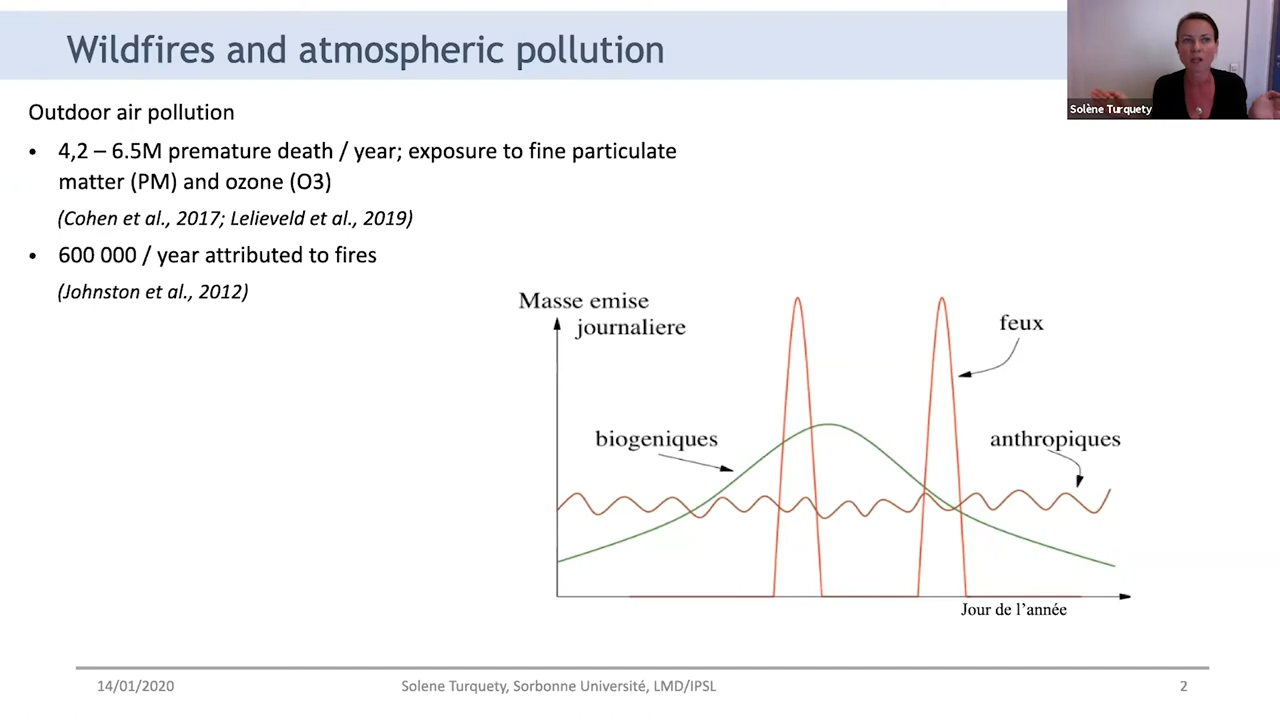 Wildfires and atmospheric pollution
Solène Turquety
Outdoor air pollution
• 4,2 – 6.5M premature death / year; exposure to fine particulate
matter (PM) and ozone (O3)
(Cohen et al., 2017; Lelieveld et al., 2019)
• 600 000 / year attributed to fires
(Johnston et al., 2012)
Masse emise
journaliere
feux
biogeniques
anthropiques
Jour de l'année
14/01/2020
Solene Turquety, Sorbonne Université, LMD/IPSL
2